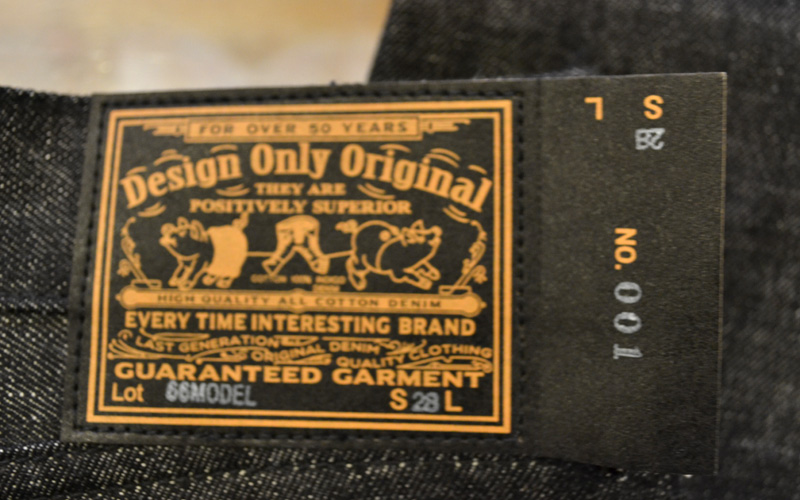 FOR OVER 50 YEARS
Design Only Original
THEY ARE
POSITIVELY SUPERIOR
HIGH QUALITY ALL COTTON DENIM
EVERY TIME INTERESTING BRAND
LAST GENERATION
ORIGINAL DENIM
QUALITY CLOTHING
GUARANTEED GARMENT
Lot 66MODEL S 28 L
S 28 L
NO. 001